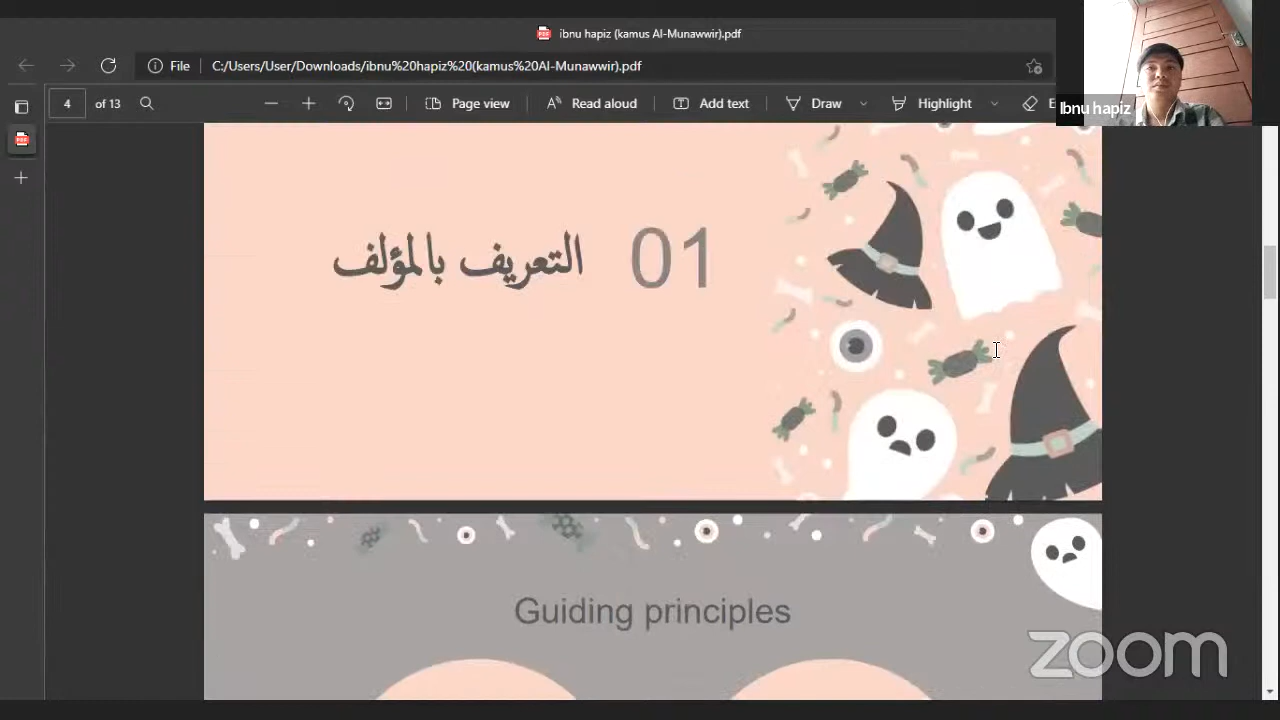 ibnu hapiz (kamus Al-Munawwir).pdf
File C:/Users/User/Downloads/ibnu%20hapiz%20(kamus%20Al-Munawwir).pdf
4 of 13 Page view Read aloud Add text Draw Highlight
Ibnu hapiz
01 التعريف بالمؤلف
Guiding principles
zoom